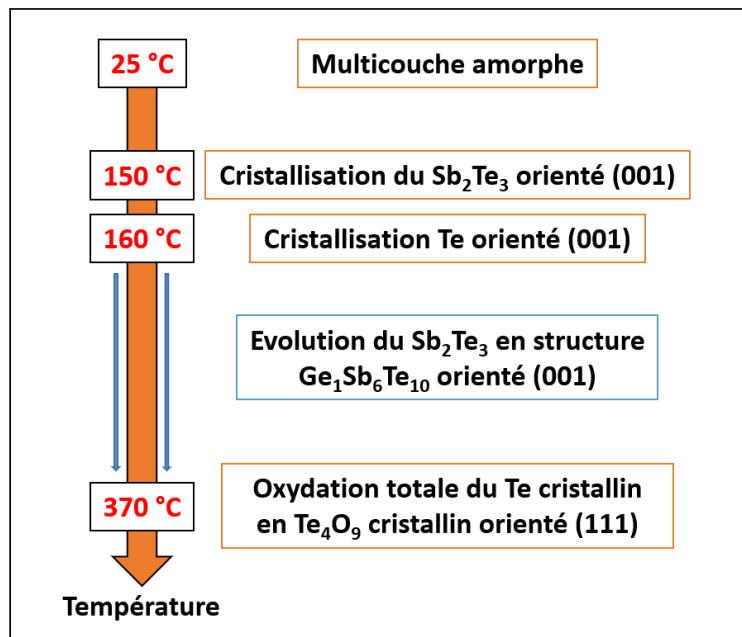 25 °C
Multicouche amorphe
150 °C
Cristallisation du Sb₂Te₃ orienté (001)
160 °C
Cristallisation Te orienté (001)
Evolution du Sb₂Te₃ en structure
Ge₁Sb₆Te₁₀ orienté (001)
370 °C
Oxydation totale du Te cristallin
en Te₄O₉ cristallin orienté (111)
Température